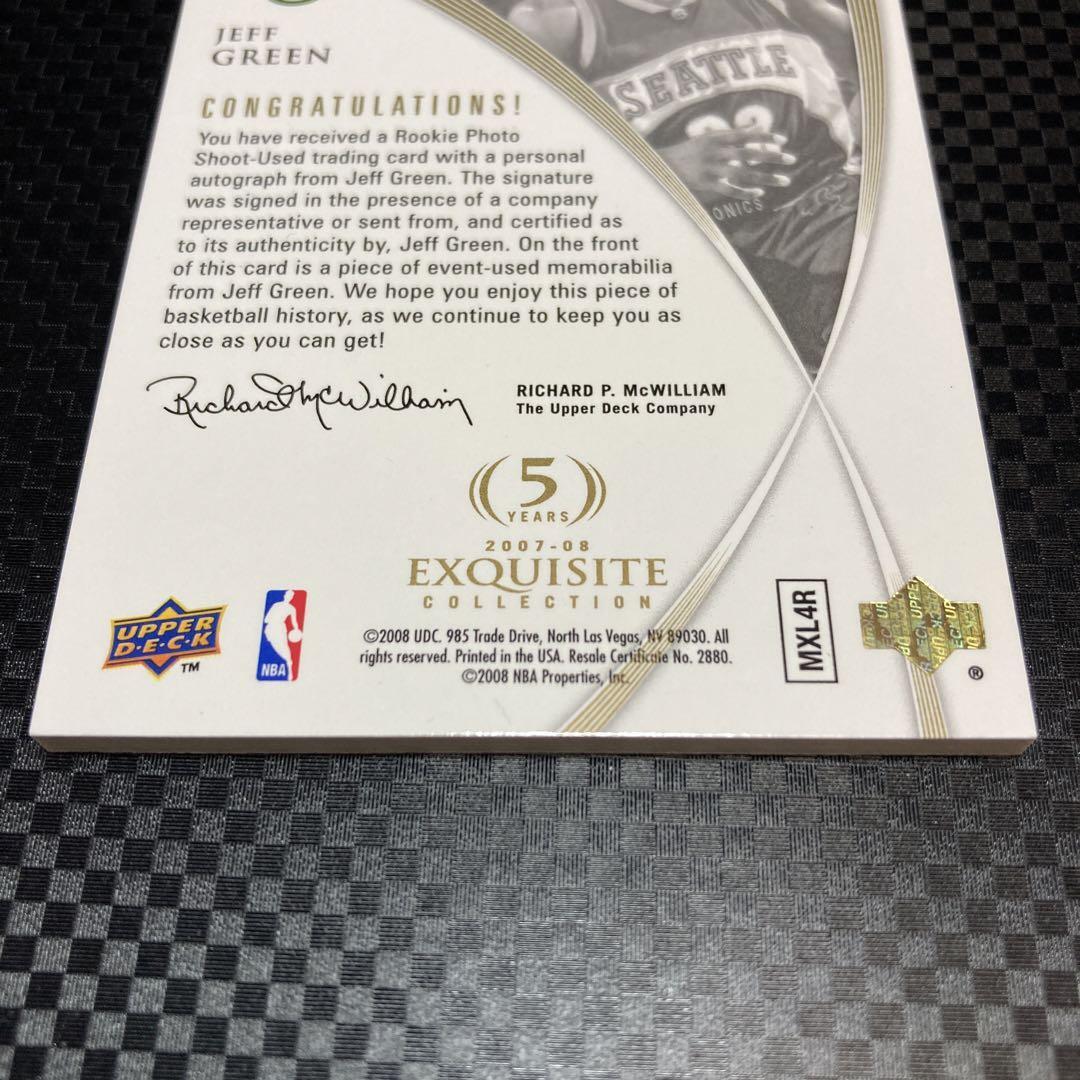 JEFF
GREEN
CONGRATULATIONS!
You have received a Rookie Photo
Shoot-Used trading card with a personal
autograph from Jeff Green. The signature
was signed in the presence of a company
representative or sent from, and certified as
to its authenticity by, Jeff Green. On the front
of this card is a piece of event-used memorabilia
from Jeff Green. We hope you enjoy this piece of
basketball history, as we continue to keep you as
close as you can get!
Richard McWilliam
RICHARD P. McWILLIAM
The Upper Deck Company
5
YEARS
2007-08
EXQUISITE
COLLECTION
UPPER
D·E·C·K
TM
NBA
©2008 UDC. 985 Trade Drive, North Las Vegas, NV 89030. All
rights reserved. Printed in the USA. Resale Certificate No. 2880.
©2008 NBA Properties, Inc.
MXL4R
®
SEATTLE
ONICS